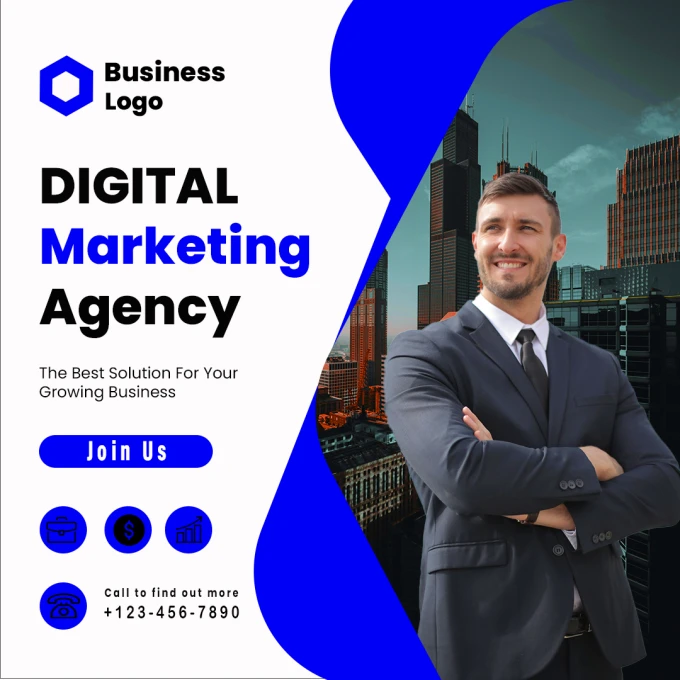 Business
Logo
DIGITAL
Marketing
Agency
The Best Solution For Your
Growing Business
Join Us
$
Call to find out more
+123-456-7890